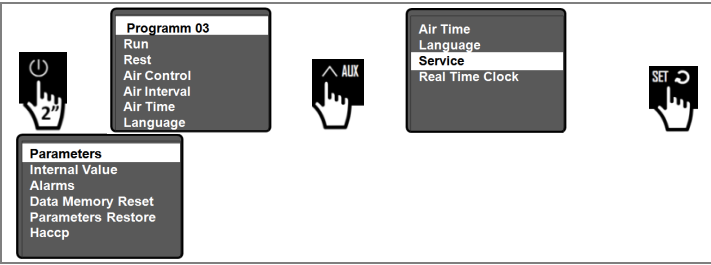 2”
Programm 03
Run
Rest
Air Control
Air Interval
Air Time
Language
AUX
Air Time
Language
Service
Real Time Clock
SET
Parameters
Internal Value
Alarms
Data Memory Reset
Parameters Restore
Haccp